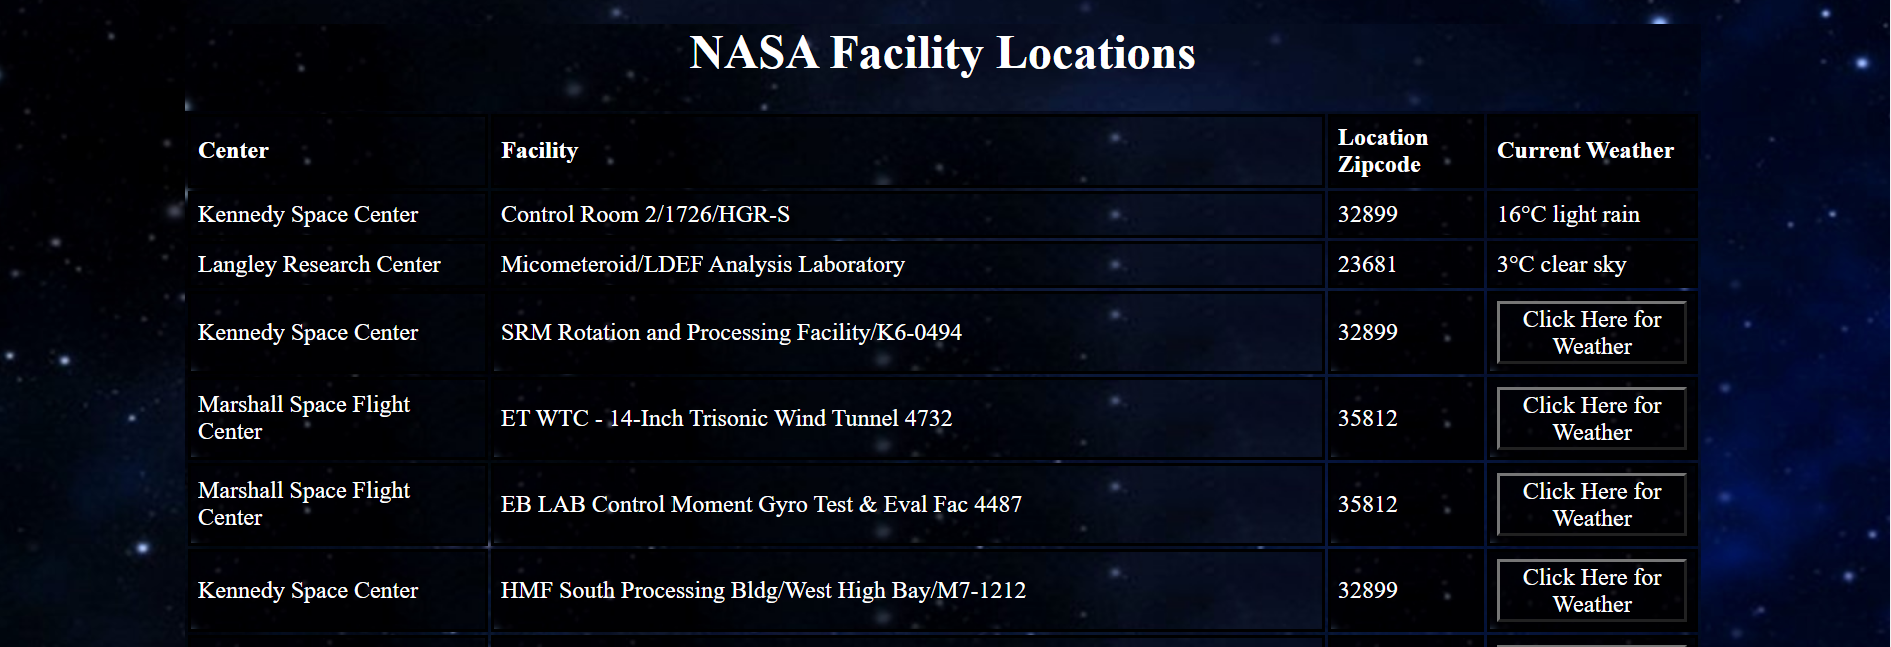 NASA Facility Locations
Center Facility Location Zipcode Current Weather
Kennedy Space Center Control Room 2/1726/HGR-S 32899 16°C light rain
Langley Research Center Micometeroid/LDEF Analysis Laboratory 23681 3°C clear sky
Kennedy Space Center SRM Rotation and Processing Facility/K6-0494 32899 Click Here for Weather
Marshall Space Flight Center ET WTC - 14-Inch Trisonic Wind Tunnel 4732 35812 Click Here for Weather
Marshall Space Flight Center EB LAB Control Moment Gyro Test & Eval Fac 4487 35812 Click Here for Weather
Kennedy Space Center HMF South Processing Bldg/West High Bay/M7-1212 32899 Click Here for Weather